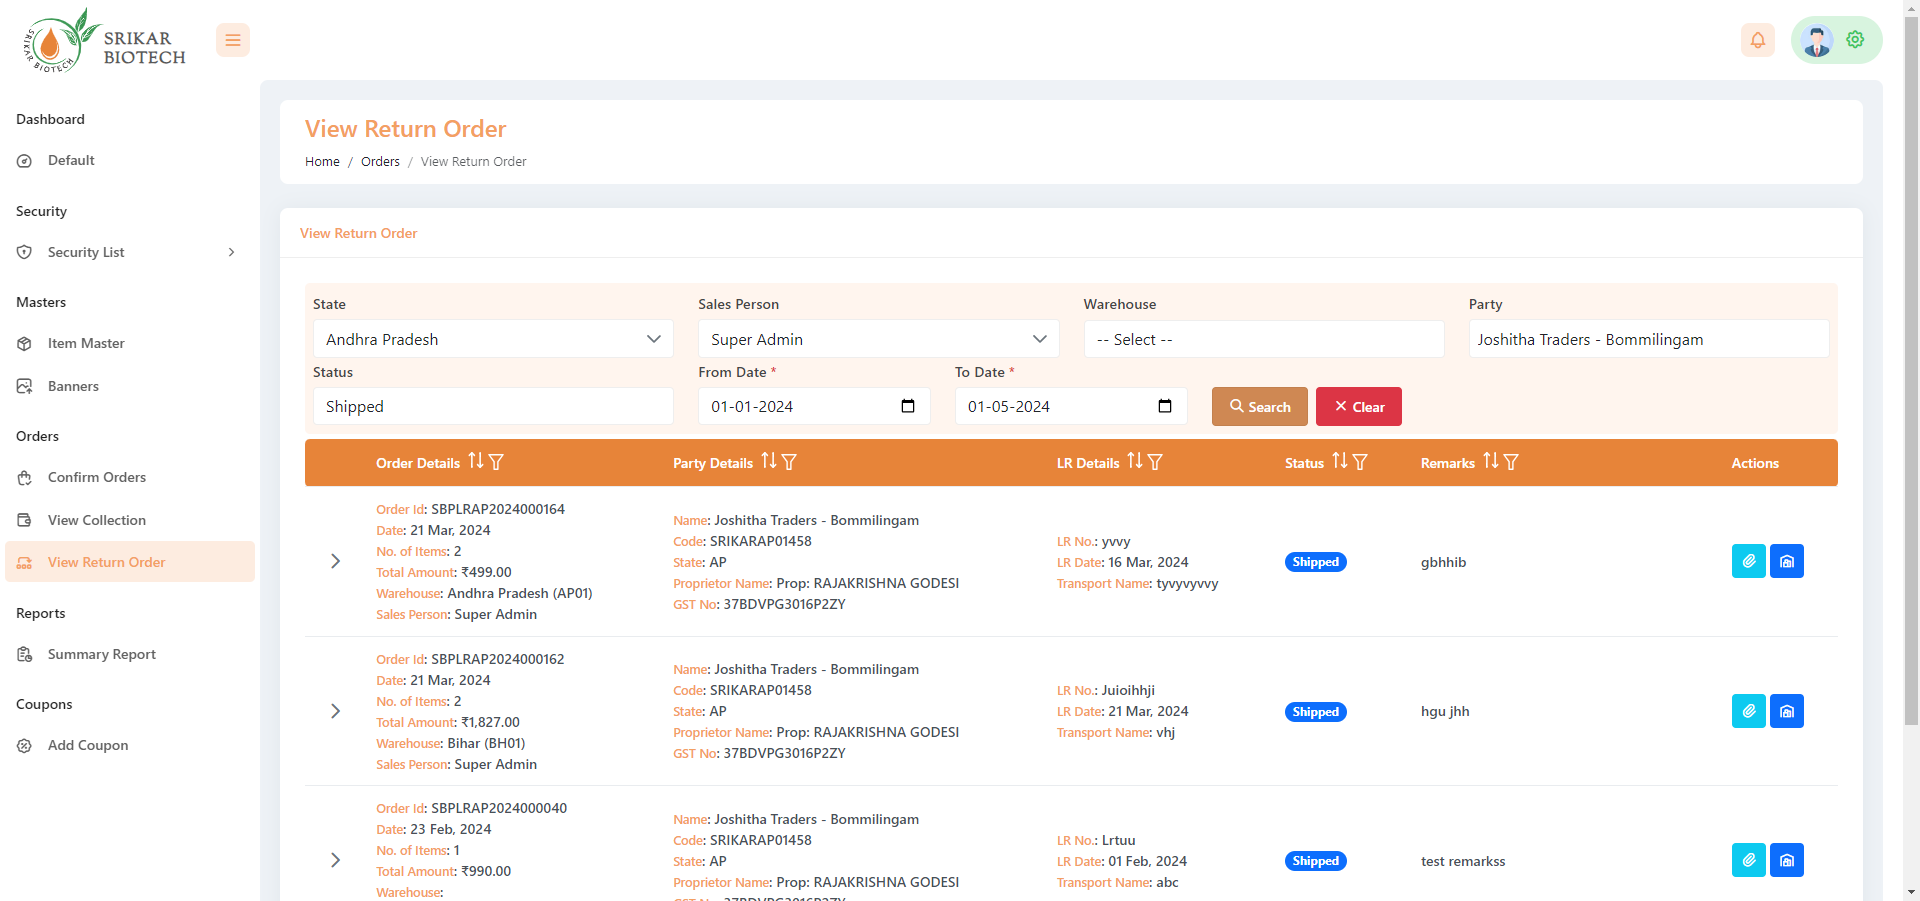 SRIKAR BIOTECH
SRIKAR
BIOTECH
Dashboard
Default
Security
Security List
Masters
Item Master
Banners
Orders
Confirm Orders
View Collection
View Return Order
Reports
Summary Report
Coupons
Add Coupon
View Return Order
Home / Orders / View Return Order
View Return Order
State
Andhra Pradesh
Sales Person
Super Admin
Warehouse
-- Select --
Party
Joshitha Traders - Bommilingam
Status
Shipped
From Date *
01-01-2024
To Date *
01-05-2024
Search
Clear
Order Details Party Details LR Details Status Remarks Actions
Order Id: SBPLRAP2024000164
Date: 21 Mar, 2024
No. of Items: 2
Total Amount: ₹499.00
Warehouse: Andhra Pradesh (AP01)
Sales Person: Super Admin
Name: Joshitha Traders - Bommilingam
Code: SRIKARAP01458
State: AP
Proprietor Name: Prop: RAJAKRISHNA GODESI
GST No: 37BDVPG3016P2ZY
LR No.: yvvy
LR Date: 16 Mar, 2024
Transport Name: tyvyvyvvy
Shipped
gbhhib
Order Id: SBPLRAP2024000162
Date: 21 Mar, 2024
No. of Items: 2
Total Amount: ₹1,827.00
Warehouse: Bihar (BH01)
Sales Person: Super Admin
Name: Joshitha Traders - Bommilingam
Code: SRIKARAP01458
State: AP
Proprietor Name: Prop: RAJAKRISHNA GODESI
GST No: 37BDVPG3016P2ZY
LR No.: Juioihhji
LR Date: 21 Mar, 2024
Transport Name: vhj
Shipped
hgu jhh
Order Id: SBPLRAP2024000040
Date: 23 Feb, 2024
No. of Items: 1
Total Amount: ₹990.00
Warehouse:
Name: Joshitha Traders - Bommilingam
Code: SRIKARAP01458
State: AP
Proprietor Name: Prop: RAJAKRISHNA GODESI
GST No: 37BDVPG3016P2ZY
LR No.: Lrtuu
LR Date: 01 Feb, 2024
Transport Name: abc
Shipped
test remarkss